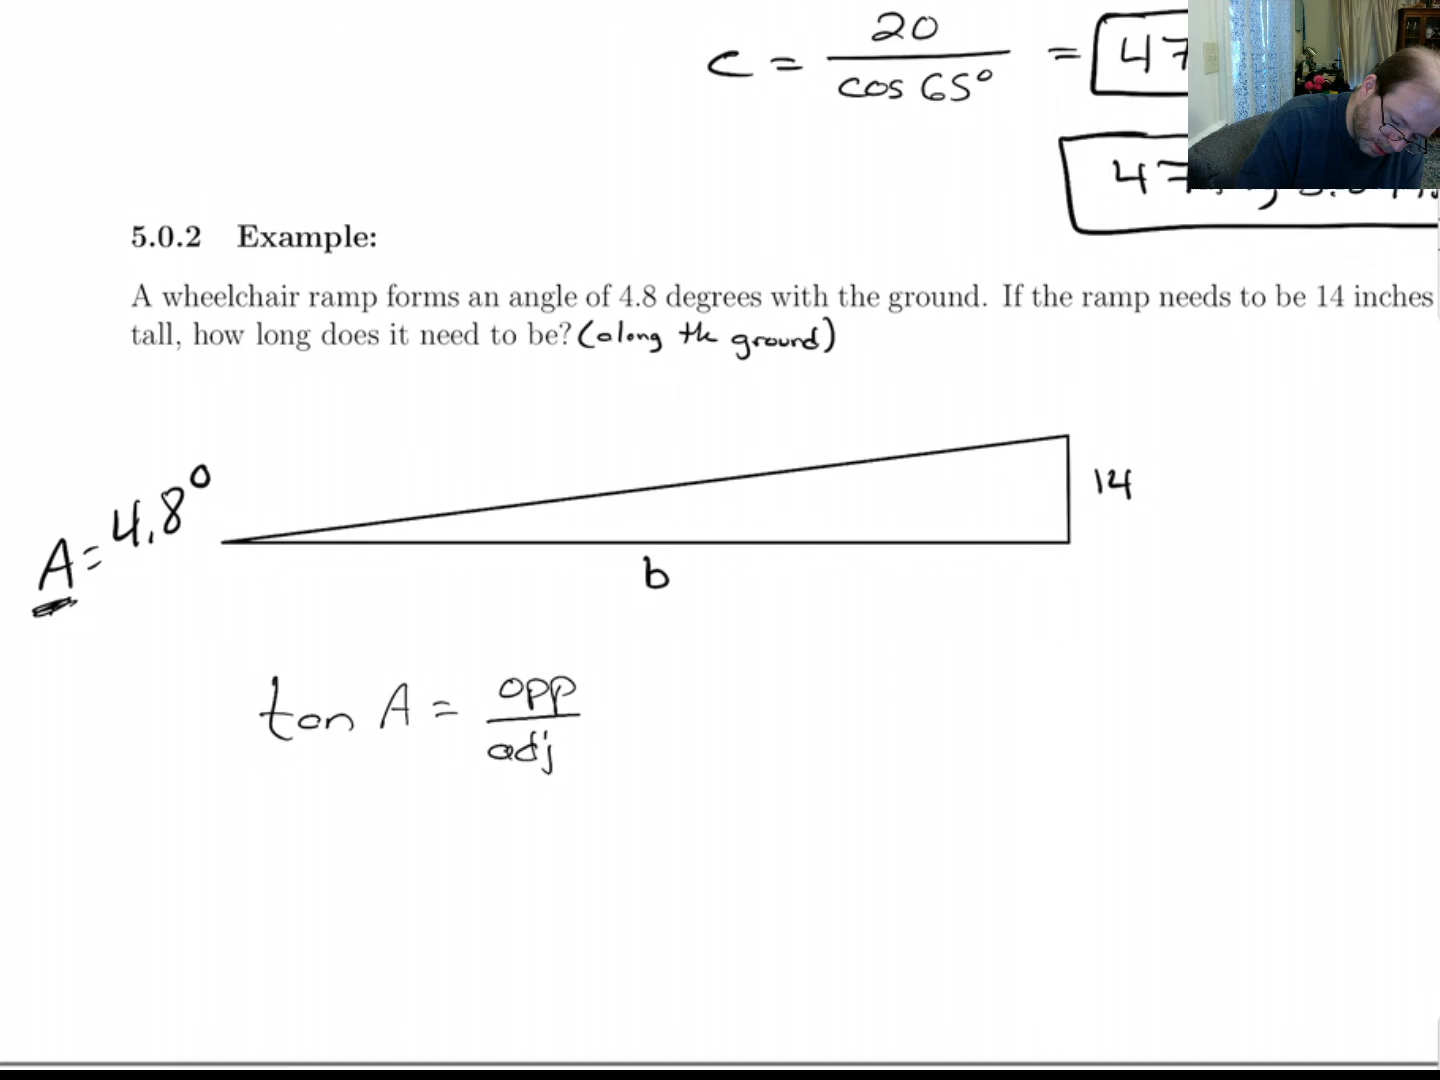 c = 20 / cos 65° = 47
47
5.0.2 Example:
A wheelchair ramp forms an angle of 4.8 degrees with the ground. If the ramp needs to be 14 inches
tall, how long does it need to be? (along the ground)
A = 4.8°
14
b
tan A = opp / adj